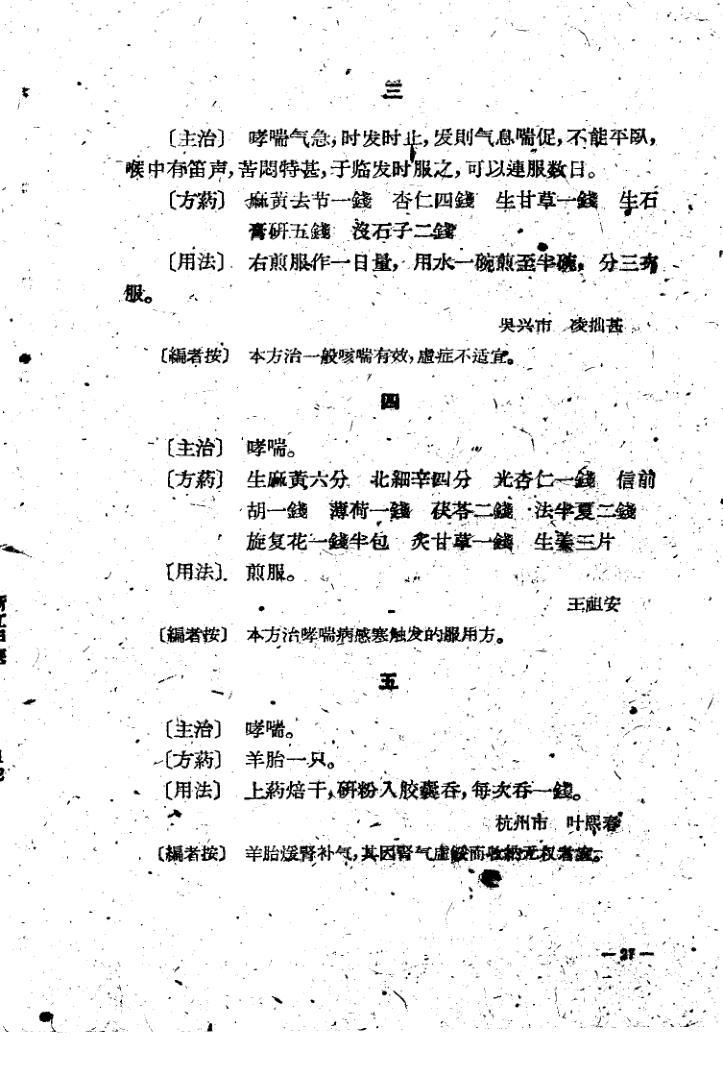 三
〔主治〕 哮喘气急,时发时止,发則气息喘促,不能平臥,
喉中有笛声,苦悶特甚,于临发时服之,可以連服数日。
〔方葯〕 麻黄去节一錢 杏仁四錢 生甘草一錢 生石
膏研五錢 沒石子二錢
〔用法〕 右煎服作一日量,用水一碗煎至半碗,分三次
服。
吳兴市 凌拙甚
〔編者按〕 本方治一般咳喘有效,虛症不适宜。
四
〔主治〕 哮喘。
〔方葯〕 生麻黄六分 北細辛四分 光杏仁一錢 信前
胡一錢 薄荷一錢 茯苓二錢 法半夏二錢
旋复花一錢半包 炙甘草一錢 生姜三片
〔用法〕 煎服。
王祖安
〔編者按〕 本方治哮喘病感寒触发的服用方。
五
〔主治〕 哮喘。
〔方葯〕 羊胎一只。
〔用法〕 上葯焙干,研粉入胶囊吞,每次吞一錢。
杭州市 叶熙春
〔編者按〕 羊胎煖腎补气,其因腎气虛餒而收納无权者宜。
— 27 —